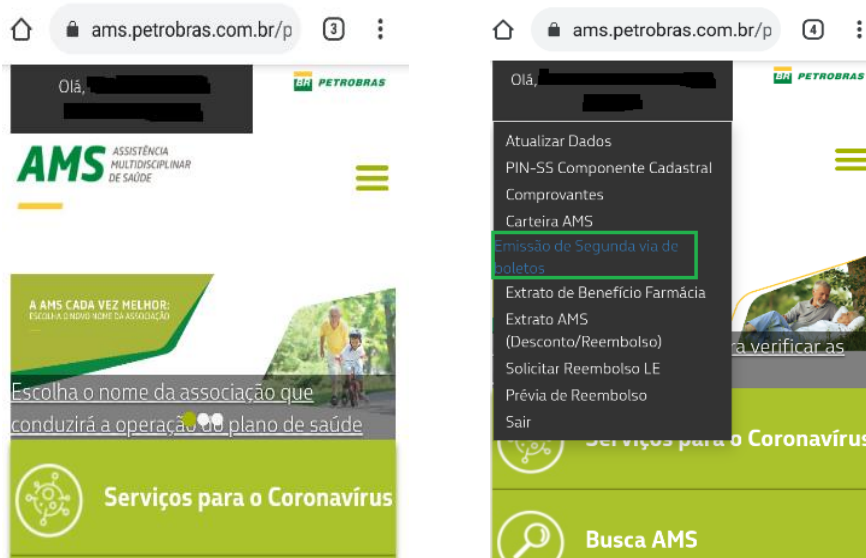 ams.petrobras.com.br/p
3
Olá,
BR PETROBRAS
AMS
ASSISTÊNCIA
MULTIDISCIPLINAR
DE SAÚDE
A AMS CADA VEZ MELHOR:
ESCOLHA O NOVO NOME DA ASSOCIAÇÃO
Escolha o nome da associação que
conduzirá a operação do plano de saúde
Serviços para o Coronavírus
ams.petrobras.com.br/p
4
Olá,
BR PETROBRAS
Atualizar Dados
PIN-SS Componente Cadastral
Comprovantes
Carteira AMS
Emissão de Segunda via de
boletos
Extrato de Benefício Farmácia
Extrato AMS
(Desconto/Reembolso)
Solicitar Reembolso LE
Prévia de Reembolso
Sair
ra verificar as
Serviços para o Coronavírus
Busca AMS